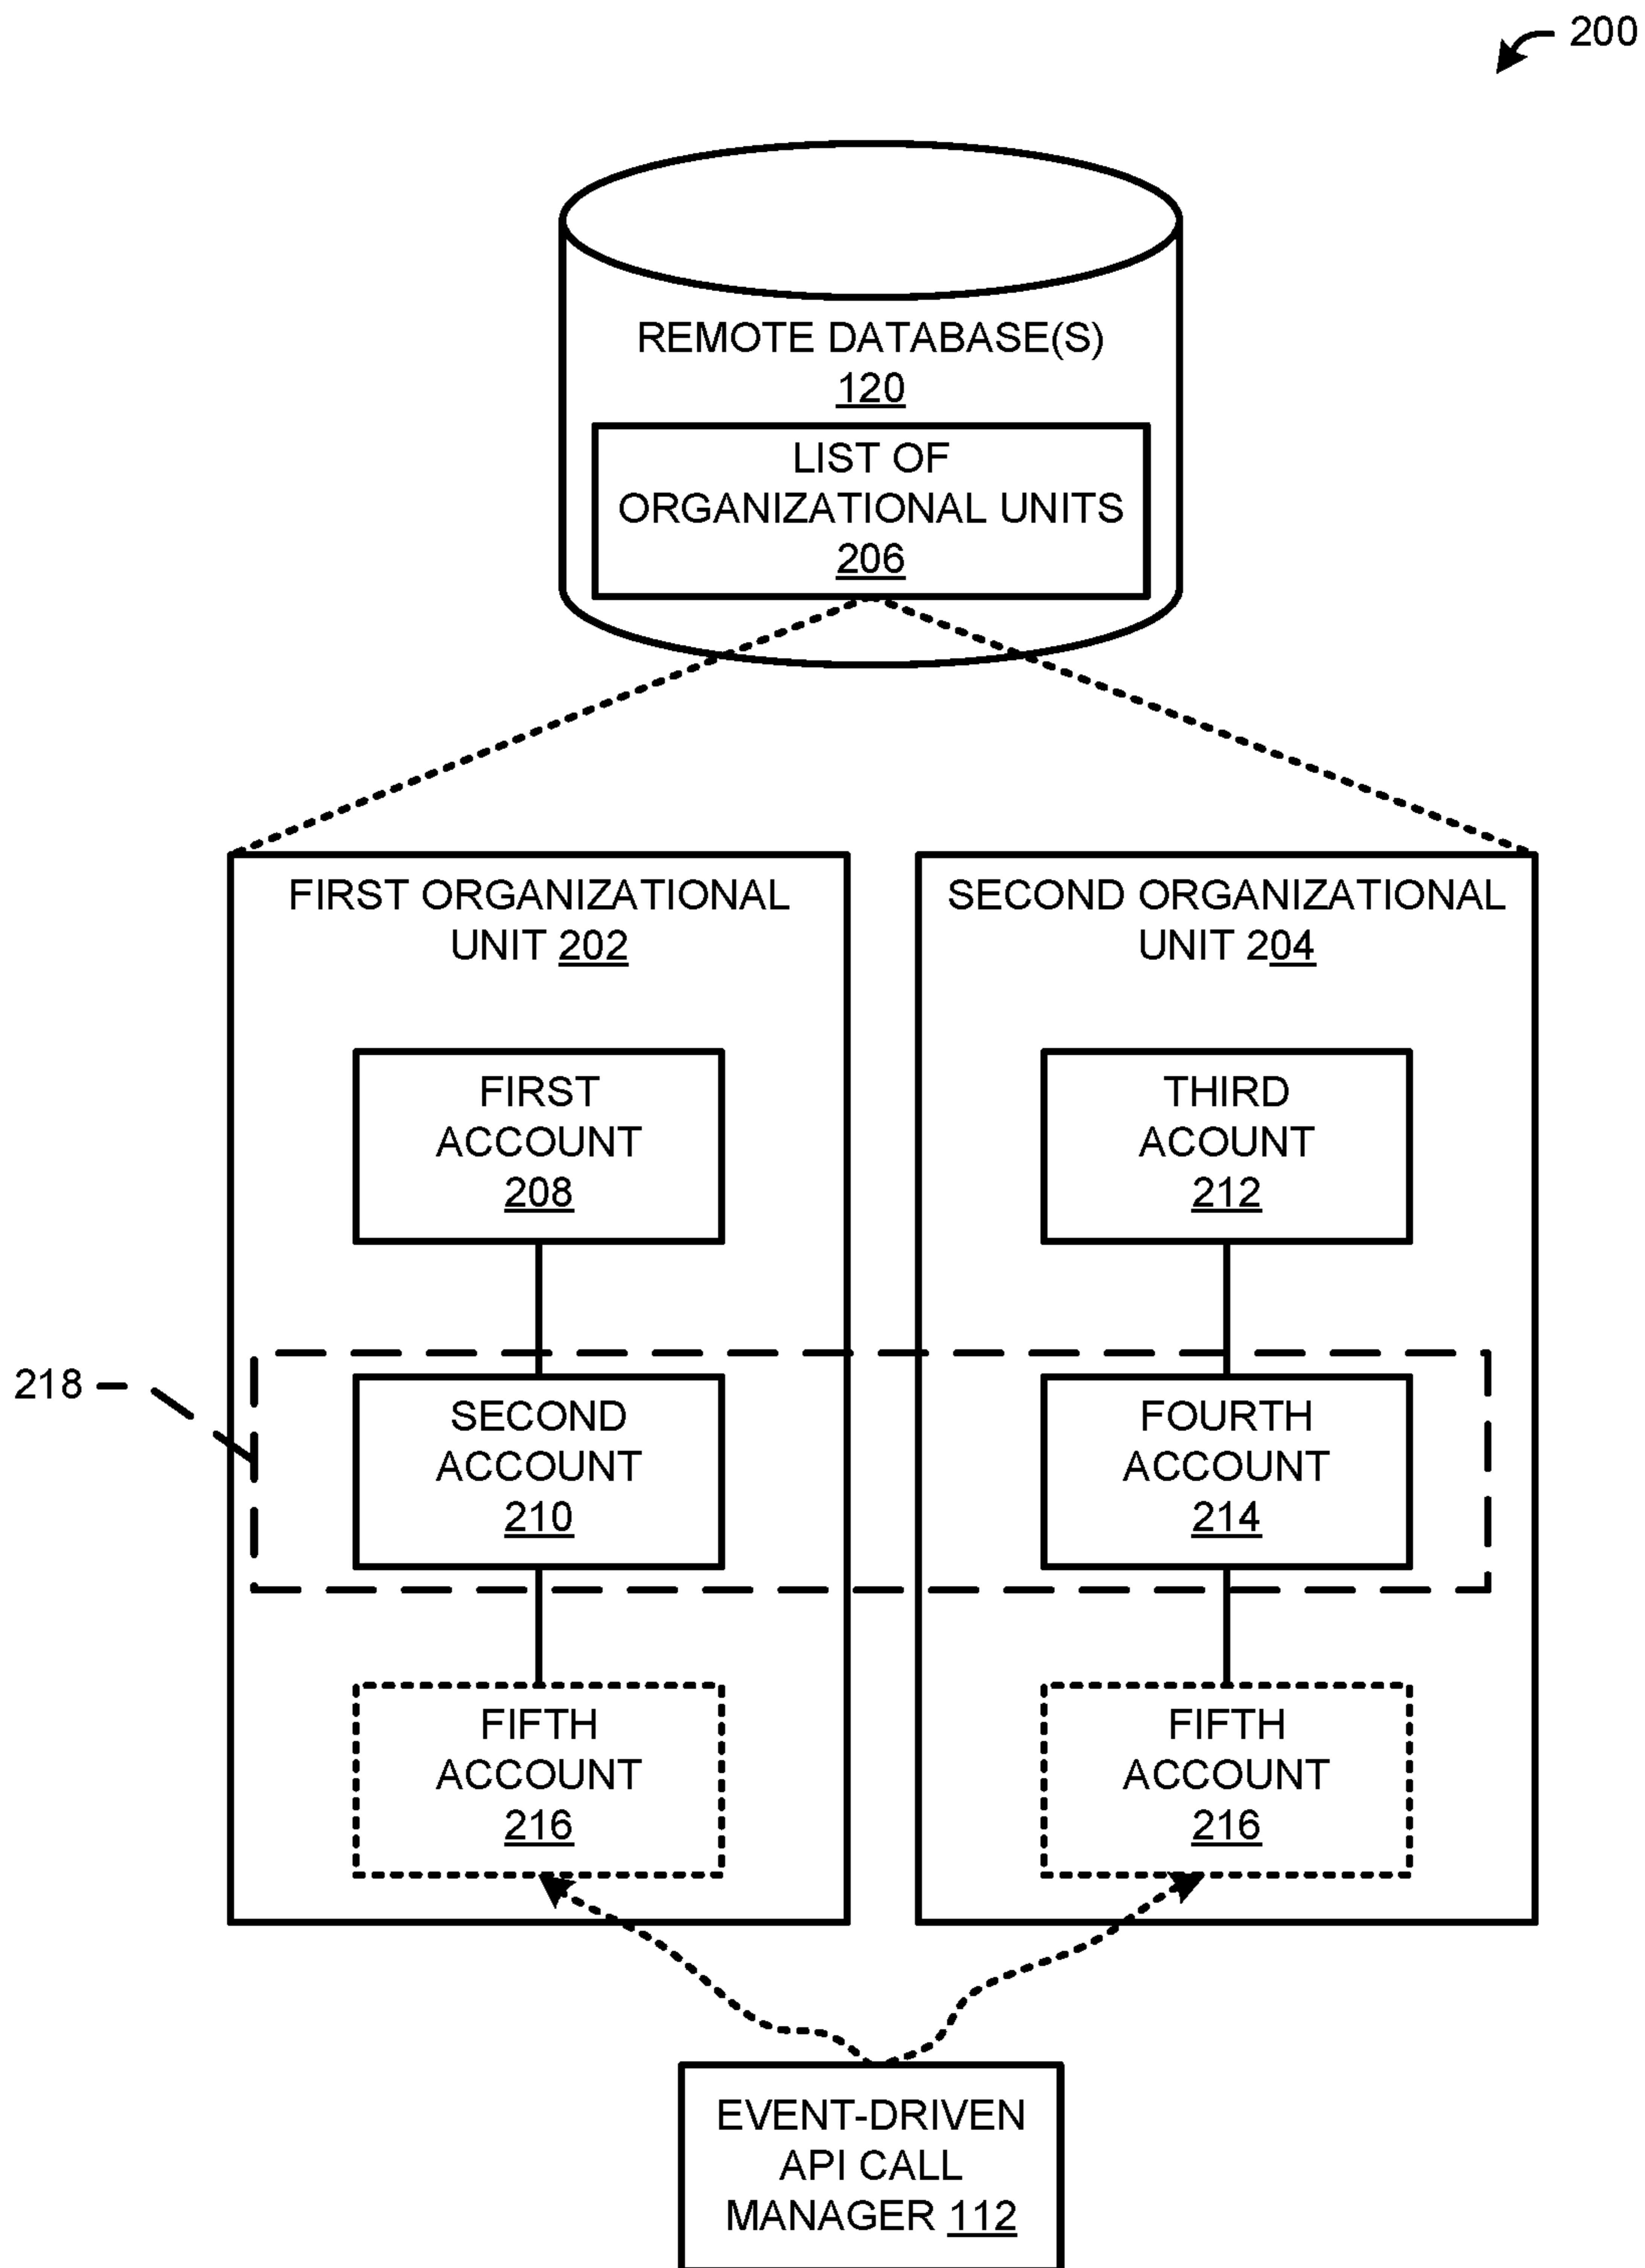 200
REMOTE DATABASE(S)
120
LIST OF
ORGANIZATIONAL UNITS
206
FIRST ORGANIZATIONAL
UNIT 202
SECOND ORGANIZATIONAL
UNIT 204
FIRST
ACCOUNT
208
THIRD
ACOUNT
212
218
SECOND
ACCOUNT
210
FOURTH
ACCOUNT
214
FIFTH
ACCOUNT
216
FIFTH
ACCOUNT
216
EVENT-DRIVEN
API CALL
MANAGER 112